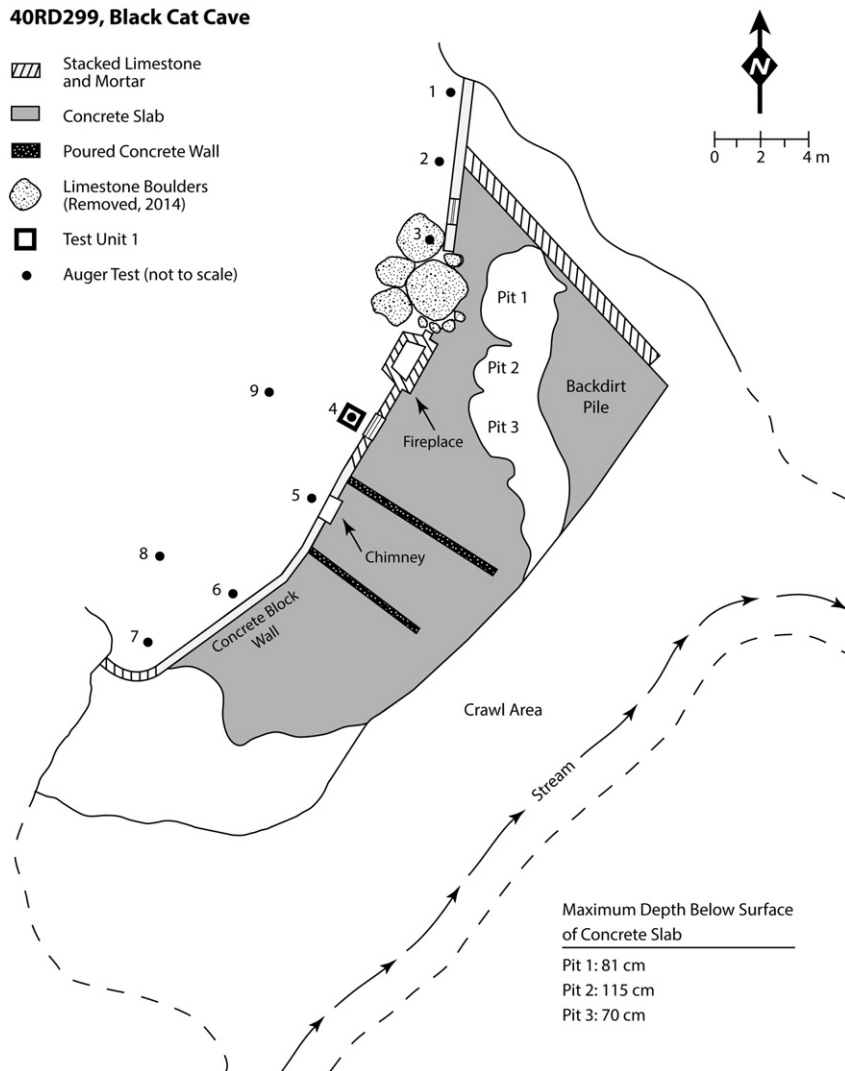 40RD299, Black Cat Cave
Stacked Limestone
and Mortar
Concrete Slab
Poured Concrete Wall
Limestone Boulders
(Removed, 2014)
Test Unit 1
Auger Test (not to scale)
N
0 2 4 m
1
2
3
Pit 1
Pit 2
Pit 3
Backdirt
Pile
9
4
Fireplace
5
Chimney
8
6
7
Concrete Block
Wall
Crawl Area
Stream
Maximum Depth Below Surface
of Concrete Slab
Pit 1: 81 cm
Pit 2: 115 cm
Pit 3: 70 cm